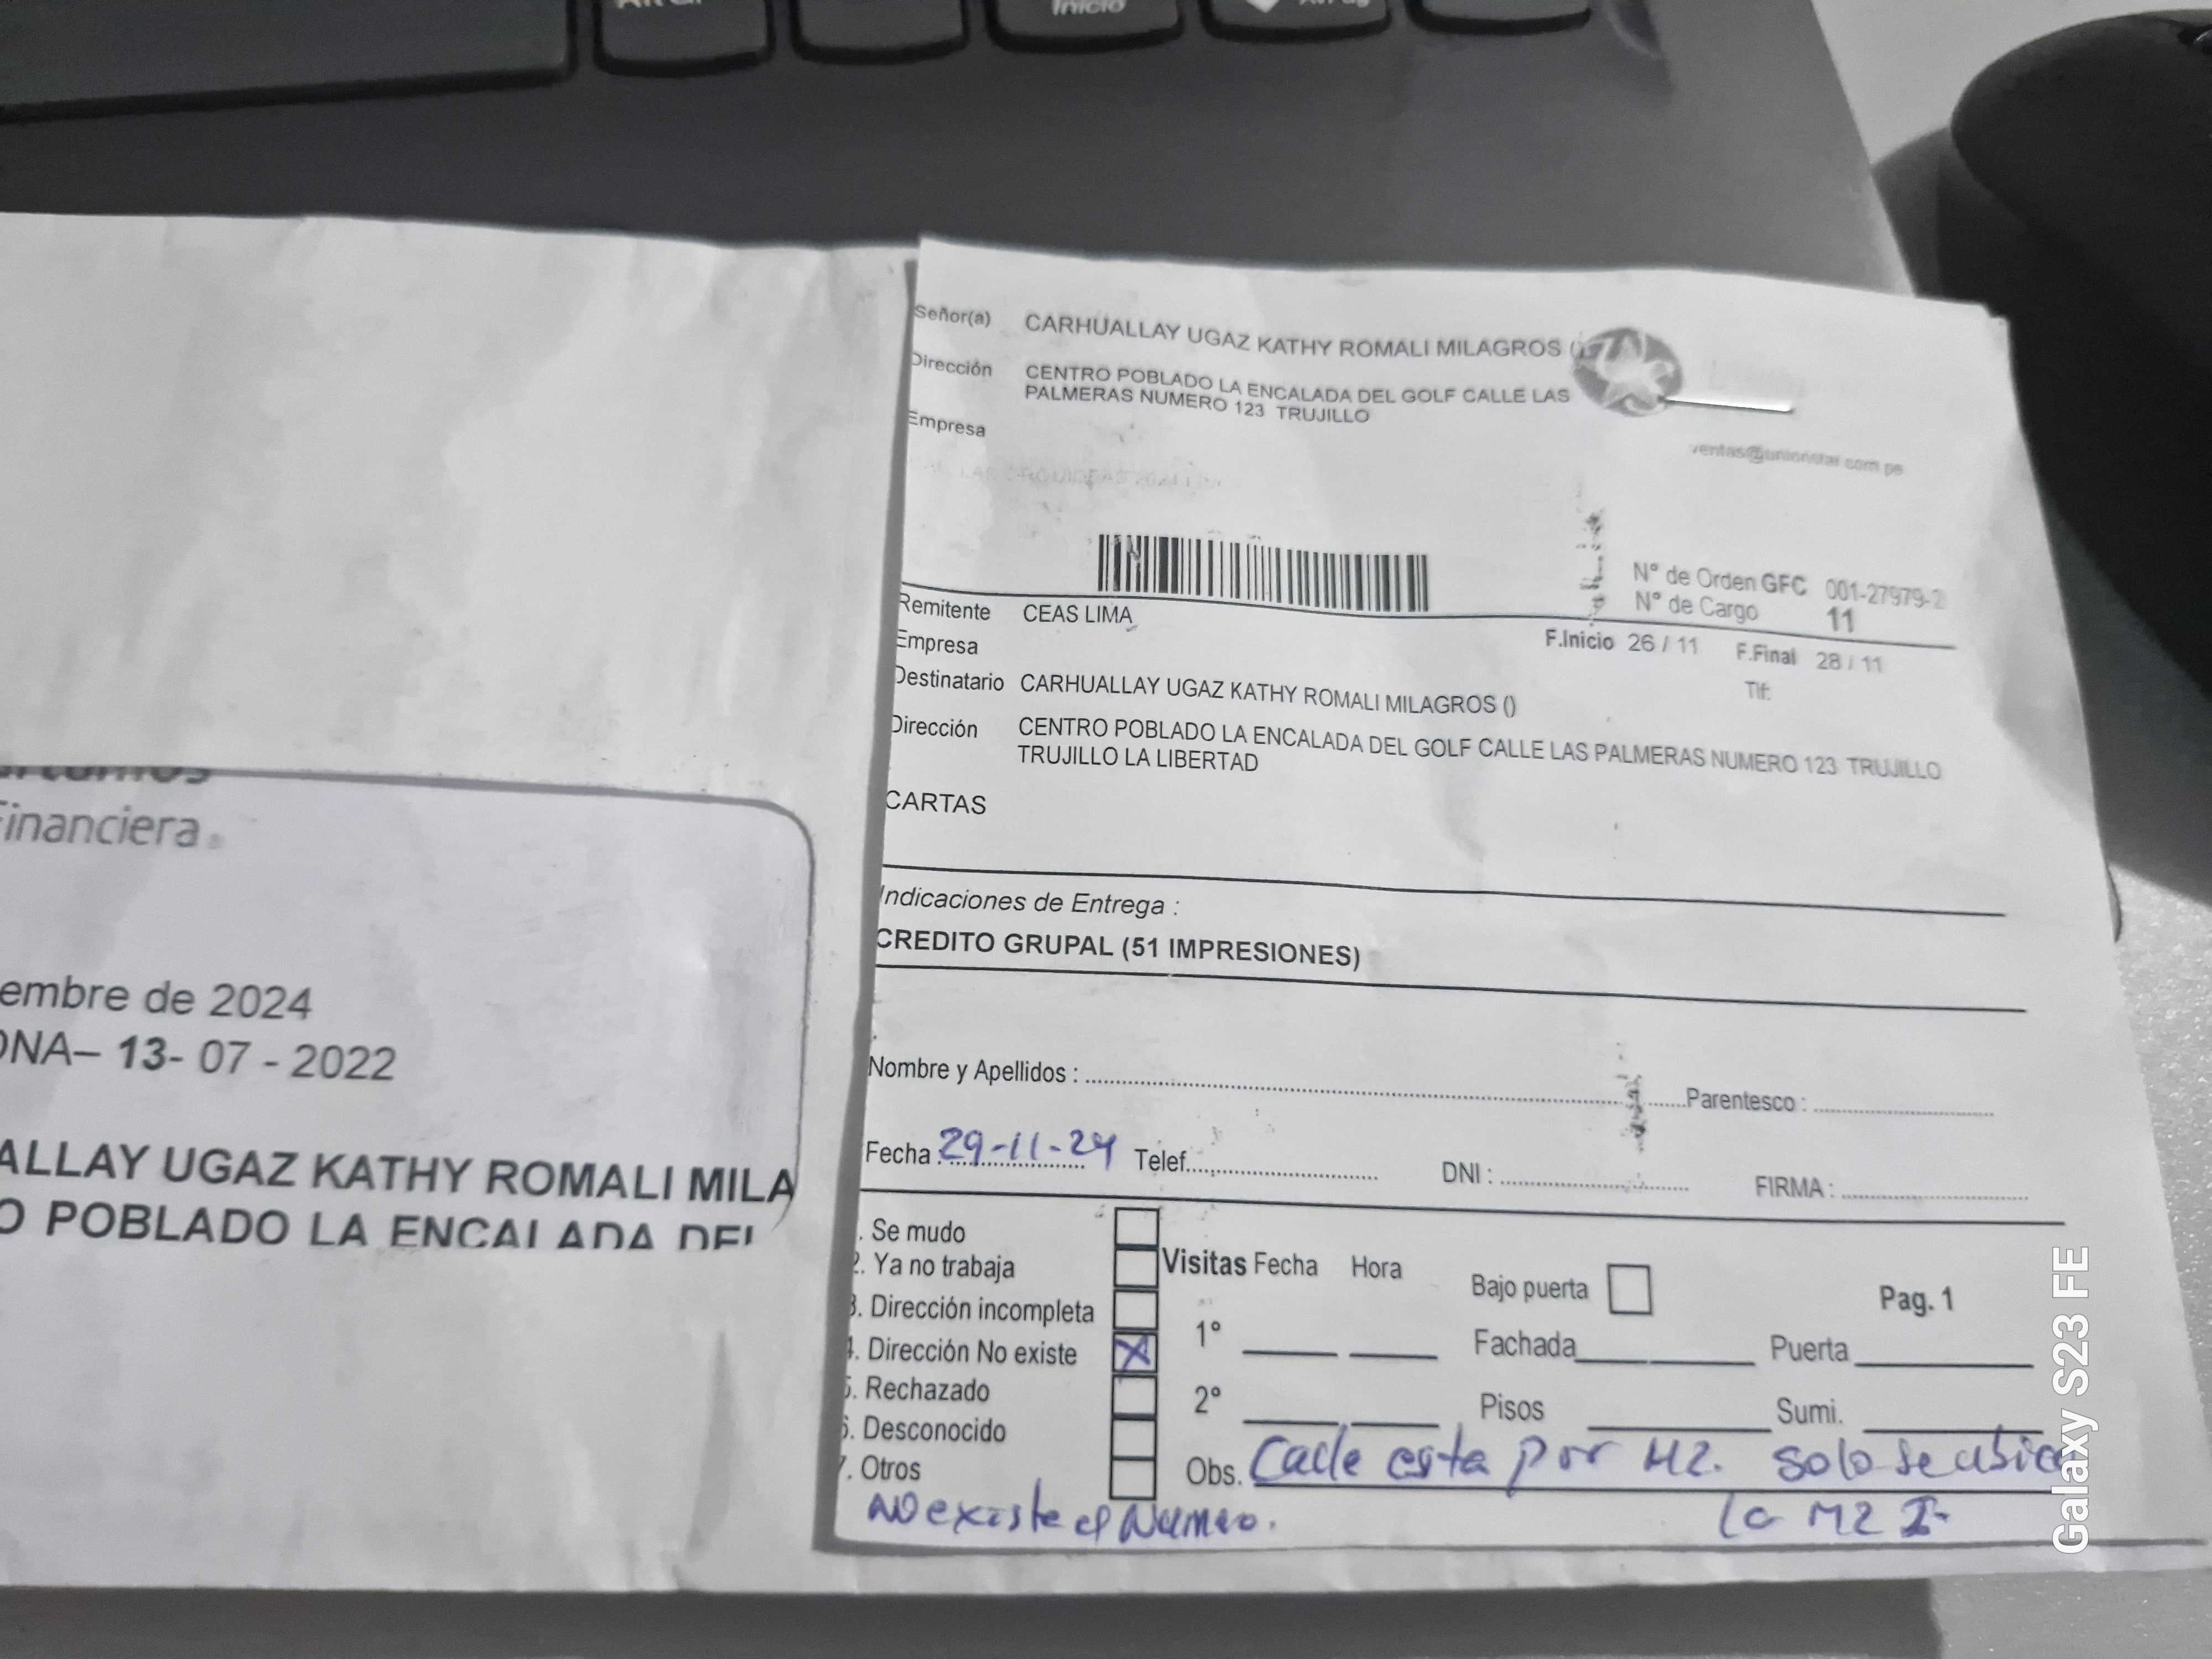 Inicio
Señor(a) CARHUALLAY UGAZ KATHY ROMALI MILAGROS ()
Dirección CENTRO POBLADO LA ENCALADA DEL GOLF CALLE LAS
PALMERAS NUMERO 123 TRUJILLO
Empresa
ventas@unionstar.com.pe
N° de Orden GFC 001-27979-2
N° de Cargo 11
Remitente CEAS LIMA
F.Inicio 26 / 11 F.Final 28 / 11
Empresa
Tlf:
Destinatario CARHUALLAY UGAZ KATHY ROMALI MILAGROS ()
Dirección CENTRO POBLADO LA ENCALADA DEL GOLF CALLE LAS PALMERAS NUMERO 123 TRUJILLO
TRUJILLO LA LIBERTAD
CARTAS
Indicaciones de Entrega :
CREDITO GRUPAL (51 IMPRESIONES)
Nombre y Apellidos : Parentesco :
Fecha : 29-11-24 Telef. DNI : FIRMA :
. Se mudo
2. Ya no trabaja
3. Dirección incompleta
4. Dirección No existe X
5. Rechazado
6. Desconocido
7. Otros
Visitas Fecha Hora
1°
2°
Bajo puerta Pag. 1
Fachada Puerta
Pisos Sumi.
Obs. Calle esta por Mz. solo se ubica
la Mz I-
No existe el Numero.
Financiera
embre de 2024
ONA– 13- 07 - 2022
ALLAY UGAZ KATHY ROMALI MILA
O POBLADO LA ENCALADA DEL
Galaxy S23 FE